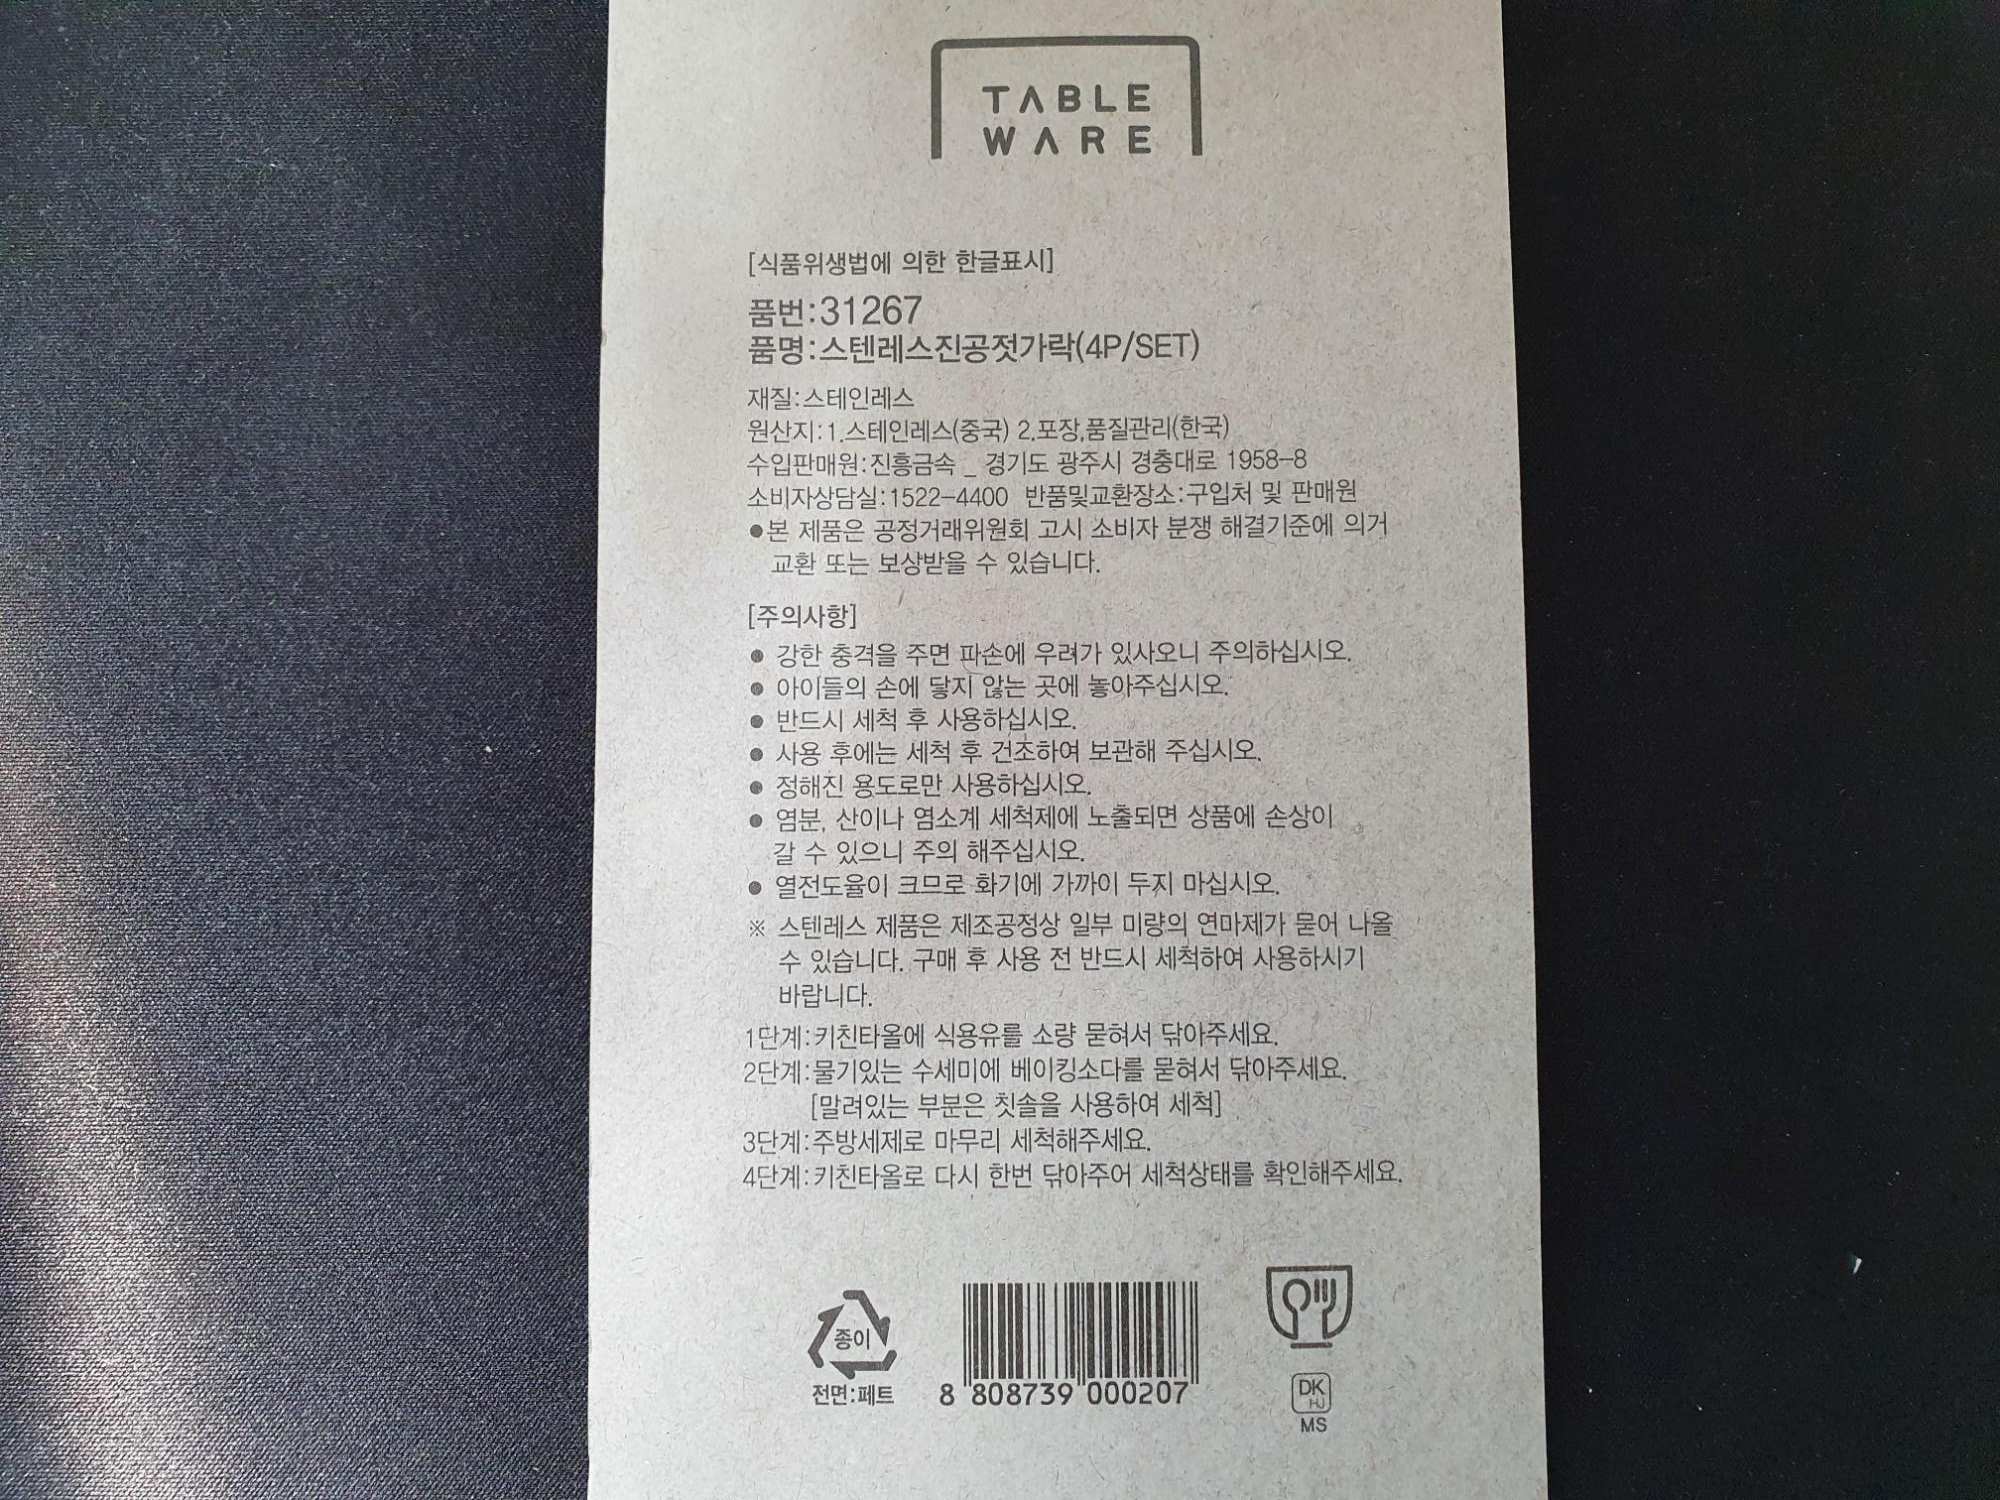 TABLE
WARE
[식품위생법에 의한 한글표시]
품번:31267
품명:스텐레스진공젓가락(4P/SET)
재질:스테인레스
원산지:1.스테인레스(중국) 2.포장,품질관리(한국)
수입판매원:진흥금속 _ 경기도 광주시 경충대로 1958-8
소비자상담실:1522-4400 반품및교환장소:구입처 및 판매원
●본 제품은 공정거래위원회 고시 소비자 분쟁 해결기준에 의거
교환 또는 보상받을 수 있습니다.
[주의사항]
● 강한 충격을 주면 파손에 우려가 있사오니 주의하십시오.
● 아이들의 손에 닿지 않는 곳에 놓아주십시오.
● 반드시 세척 후 사용하십시오.
● 사용 후에는 세척 후 건조하여 보관해 주십시오.
● 정해진 용도로만 사용하십시오.
● 염분, 산이나 염소계 세척제에 노출되면 상품에 손상이
갈 수 있으니 주의 해주십시오.
● 열전도율이 크므로 화기에 가까이 두지 마십시오.
※ 스텐레스 제품은 제조공정상 일부 미량의 연마제가 묻어 나올
수 있습니다. 구매 후 사용 전 반드시 세척하여 사용하시기
바랍니다.
1단계:키친타올에 식용유를 소량 묻혀서 닦아주세요.
2단계:물기있는 수세미에 베이킹소다를 묻혀서 닦아주세요.
[말려있는 부분은 칫솔을 사용하여 세척]
3단계:주방세제로 마무리 세척해주세요.
4단계:키친타올로 다시 한번 닦아주어 세척상태를 확인해주세요.
종이
전면:페트
8 808739 000207
DK
HJ
MS